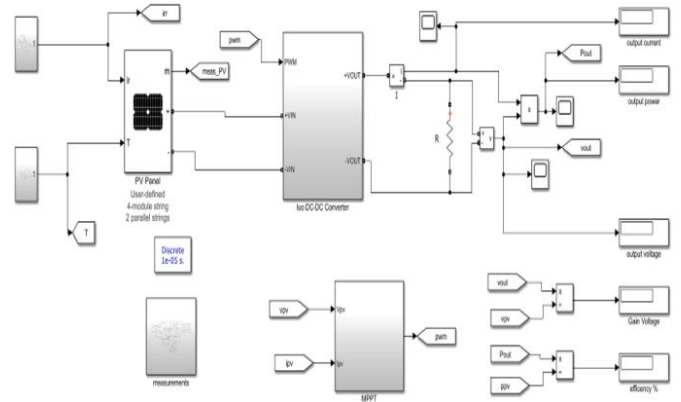 irr
pwm
output current
Pout
Ir
m
meas_PV
PWM
+VOUT
i
+
-
output power
+
+VIN
T
-
-VIN
-VOUT
R
+
-
v
x
vout
PV Panel
User-defined
4-module string
2 parallel strings
luo DC-DC Converter
T
output voltage
Discrete
1e-05 s.
vpv
Vpv
pwm
ipv
Ipv
MPPT
measurements
vout
vpv
x
÷
Gain Voltage
Pout
ppv
x
÷
efficency %